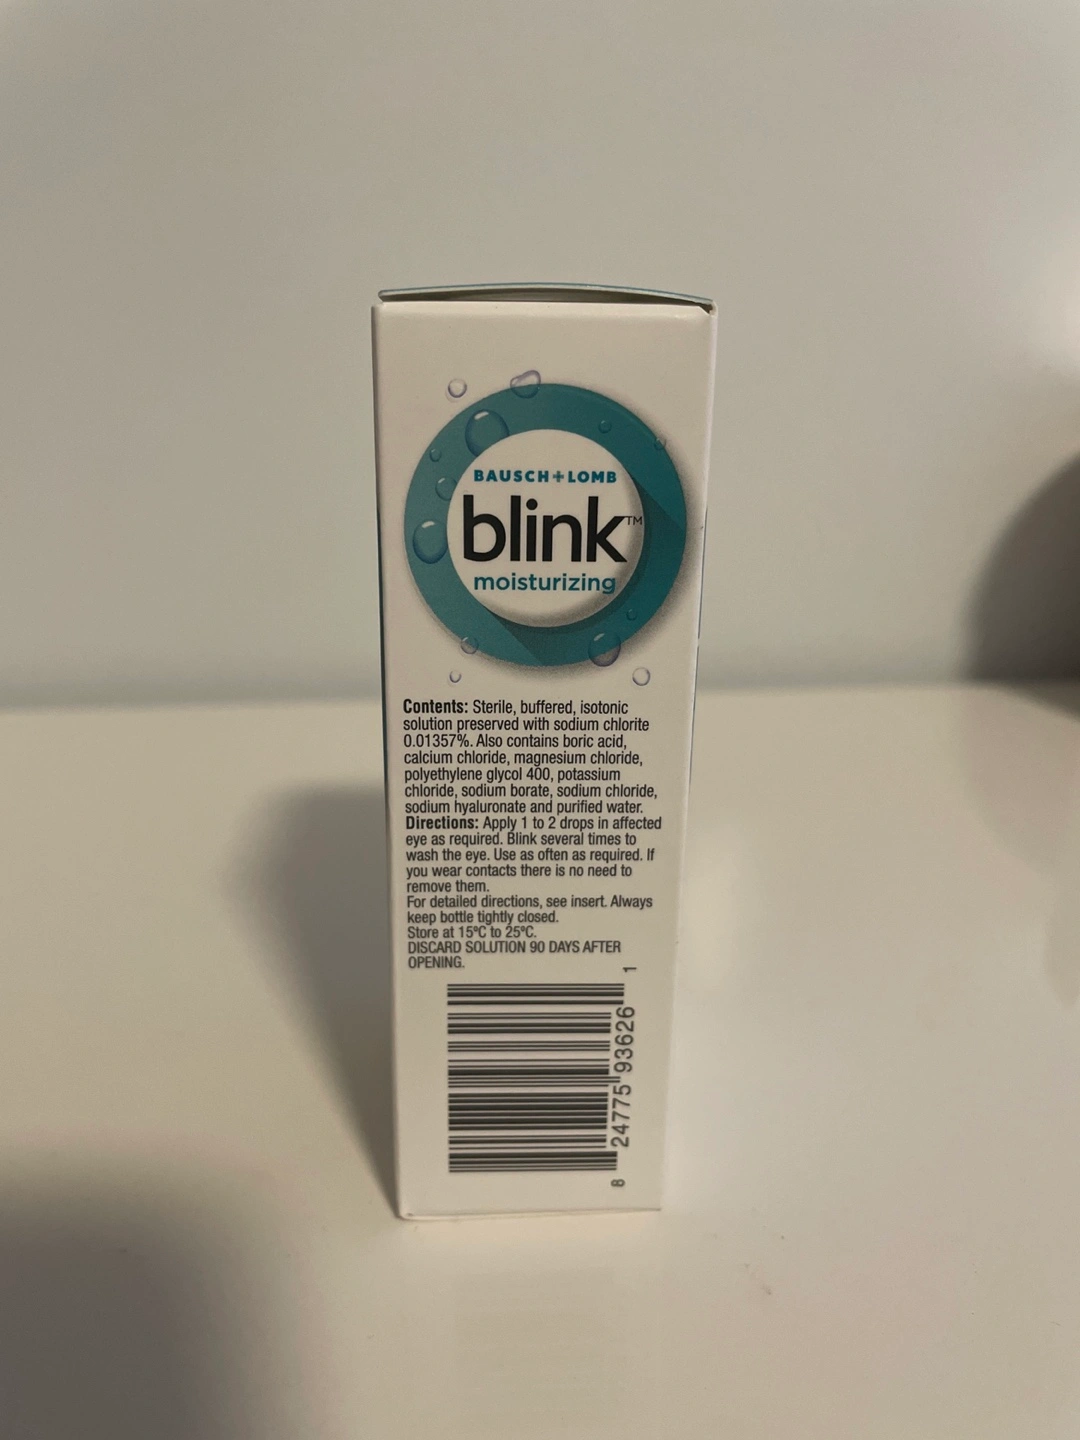 BAUSCH + LOMB
blink™
moisturizing
Contents: Sterile, buffered, isotonic
solution preserved with sodium chlorite
0.01357%. Also contains boric acid,
calcium chloride, magnesium chloride,
polyethylene glycol 400, potassium
chloride, sodium borate, sodium chloride,
sodium hyaluronate and purified water.
Directions: Apply 1 to 2 drops in affected
eye as required. Blink several times to
wash the eye. Use as often as required. If
you wear contacts there is no need to
remove them.
For detailed directions, see insert. Always
keep bottle tightly closed.
Store at 15°C to 25°C.
DISCARD SOLUTION 90 DAYS AFTER
OPENING.
8 24775 93626 1